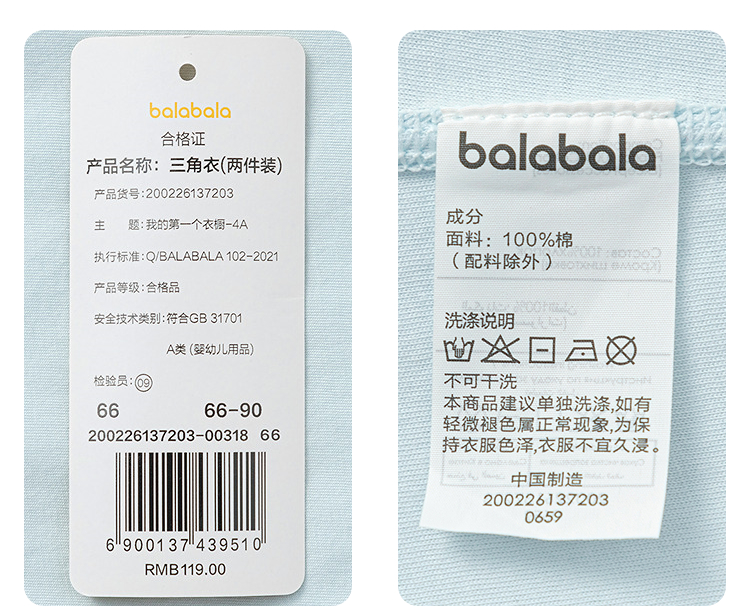 balabala
合格证
产品名称：三角衣(两件装)
产品货号：200226137203
主 题：我的第一个衣橱-4A
执行标准：Q/BALABALA 102-2021
产品等级：合格品
安全技术类别：符合GB 31701
A类 (婴幼儿用品)
检验员：09
66 66-90
200226137203-00318 66
6 900137 439510
RMB119.00
balabala
成分
面料：100%棉
（配料除外）
洗涤说明
不可干洗
本商品建议单独洗涤,如有
轻微褪色属正常现象,为保
持衣服色泽,衣服不宜久浸。
中国制造
200226137203
0659